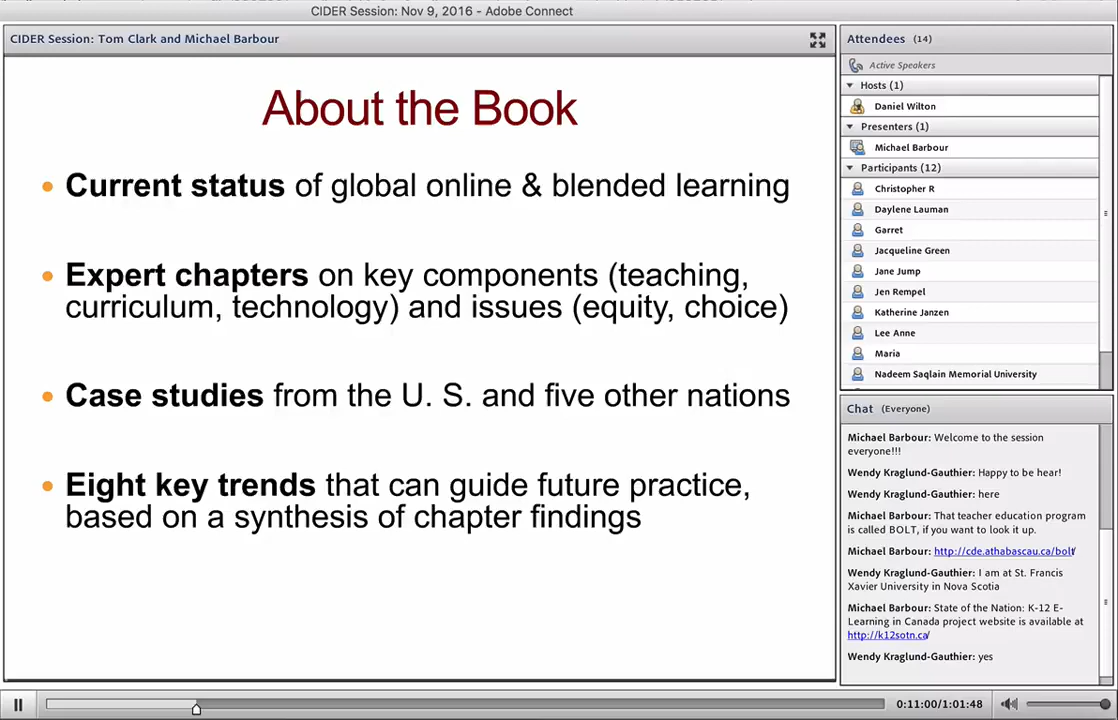 CIDER Session: Nov 9, 2016 - Adobe Connect
CIDER Session: Tom Clark and Michael Barbour
About the Book
• Current status of global online & blended learning
• Expert chapters on key components (teaching,
curriculum, technology) and issues (equity, choice)
• Case studies from the U. S. and five other nations
• Eight key trends that can guide future practice,
based on a synthesis of chapter findings
Attendees (14)
Active Speakers
Hosts (1)
Daniel Wilton
Presenters (1)
Michael Barbour
Participants (12)
Christopher R
Daylene Lauman
Garret
Jacqueline Green
Jane Jump
Jen Rempel
Katherine Janzen
Lee Anne
Maria
Nadeem Saqlain Memorial University
Chat (Everyone)
Michael Barbour: Welcome to the session
everyone!!!
Wendy Kraglund-Gauthier: Happy to be hear!
Wendy Kraglund-Gauthier: here
Michael Barbour: That teacher education program
is called BOLT, if you want to look it up.
Michael Barbour: http://cde.athabascau.ca/bolt/
Wendy Kraglund-Gauthier: I am at St. Francis
Xavier University in Nova Scotia
Michael Barbour: State of the Nation: K-12 E-
Learning in Canada project website is available at
http://k12sotn.ca/
Wendy Kraglund-Gauthier: yes
0:11:00/1:01:48